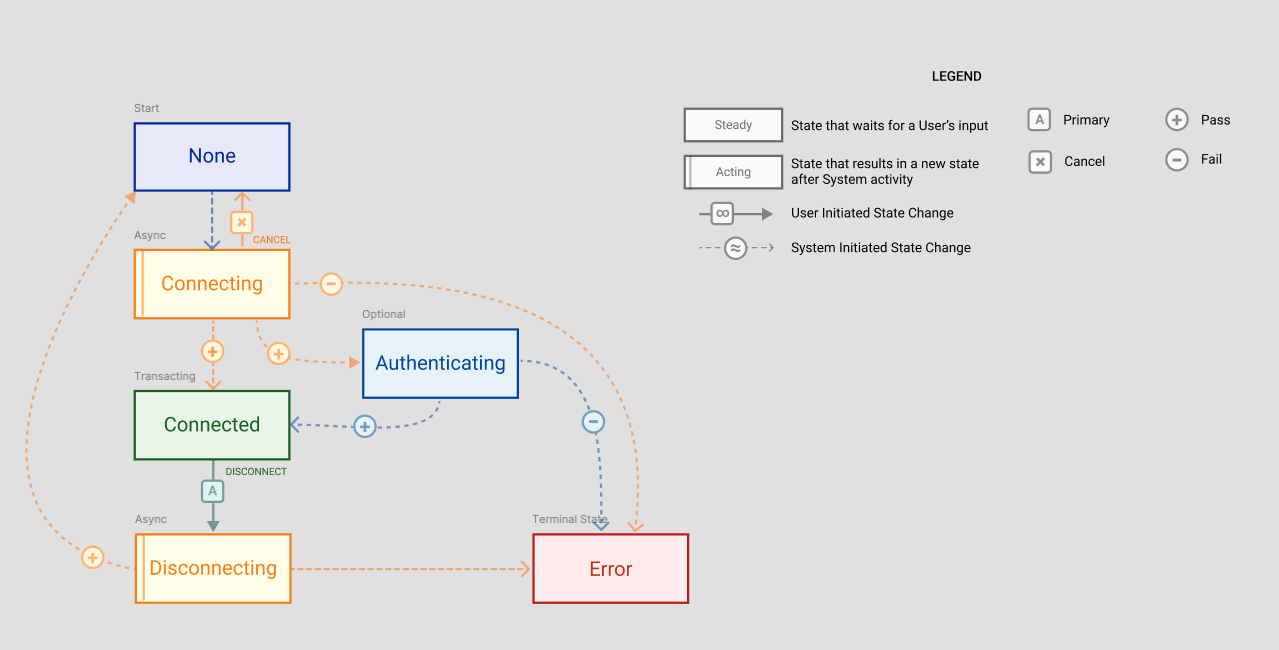 LEGEND
Start
None
CANCEL
Async
Connecting
Optional
Authenticating
Transacting
Connected
DISCONNECT
A
Async
Disconnecting
Terminal State
Error
Steady
State that waits for a User's input
Acting
State that results in a new state
after System activity
User Initiated State Change
System Initiated State Change
A
Primary
Cancel
Pass
Fail